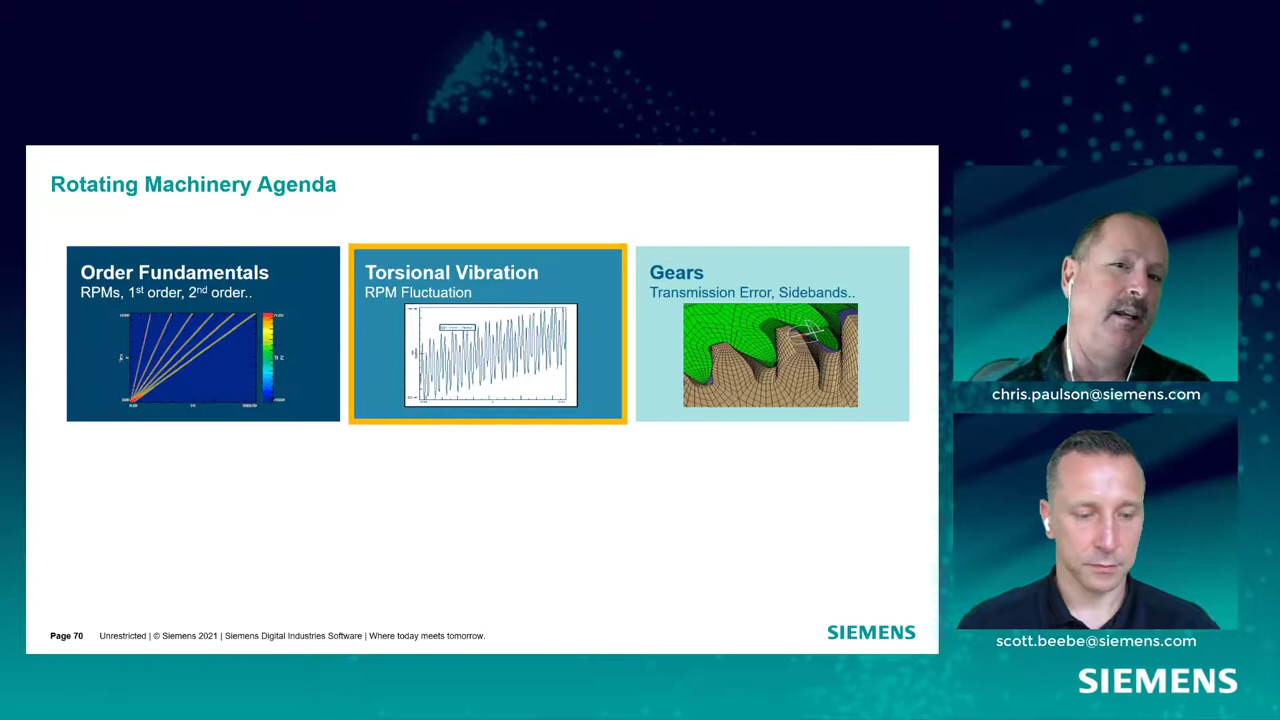 Rotating Machinery Agenda
Order Fundamentals
RPMs, 1st order, 2nd order..
Torsional Vibration
RPM Fluctuation
Gears
Transmission Error, Sidebands..
Page 70 Unrestricted | © Siemens 2021 | Siemens Digital Industries Software | Where today meets tomorrow.
SIEMENS
chris.paulson@siemens.com
scott.beebe@siemens.com
SIEMENS